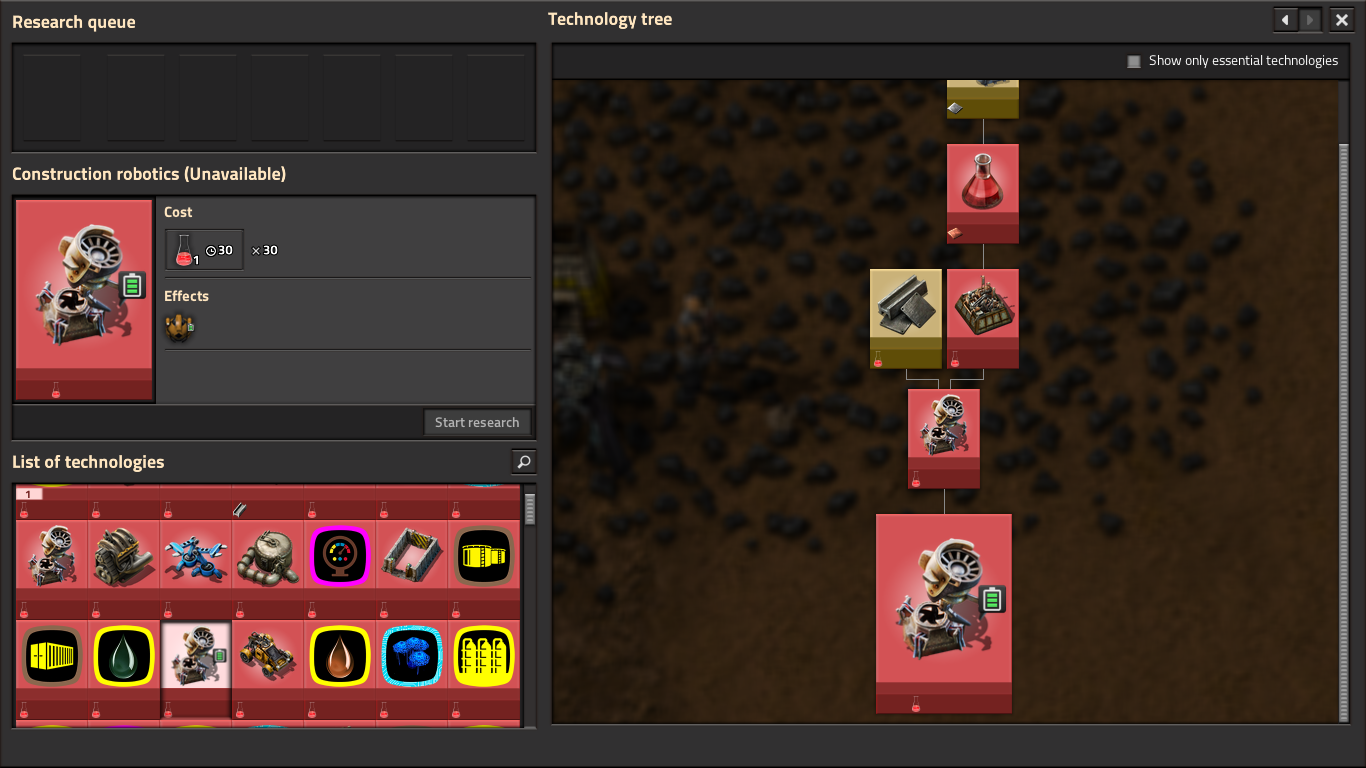 Research queue
Technology tree
Show only essential technologies
Construction robotics (Unavailable)
Cost
1 30 × 30
Effects
Start research
List of technologies
1